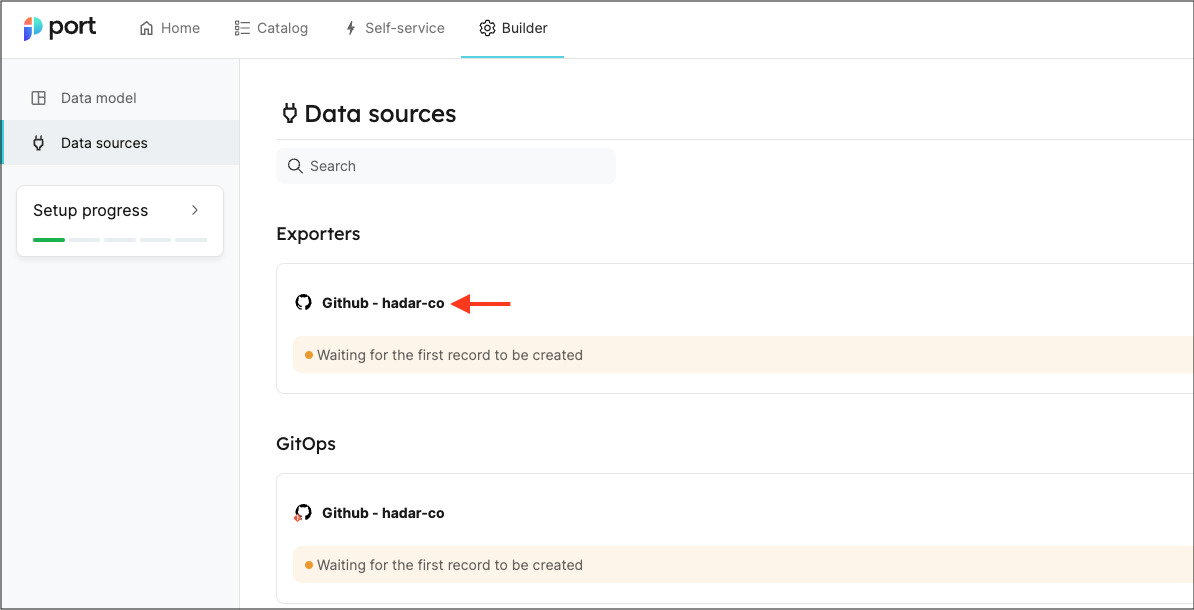 port
Home
Catalog
Self-service
Builder
Data model
Data sources
Setup progress
Data sources
Search
Exporters
Github - hadar-co
Waiting for the first record to be created
GitOps
Github - hadar-co
Waiting for the first record to be created